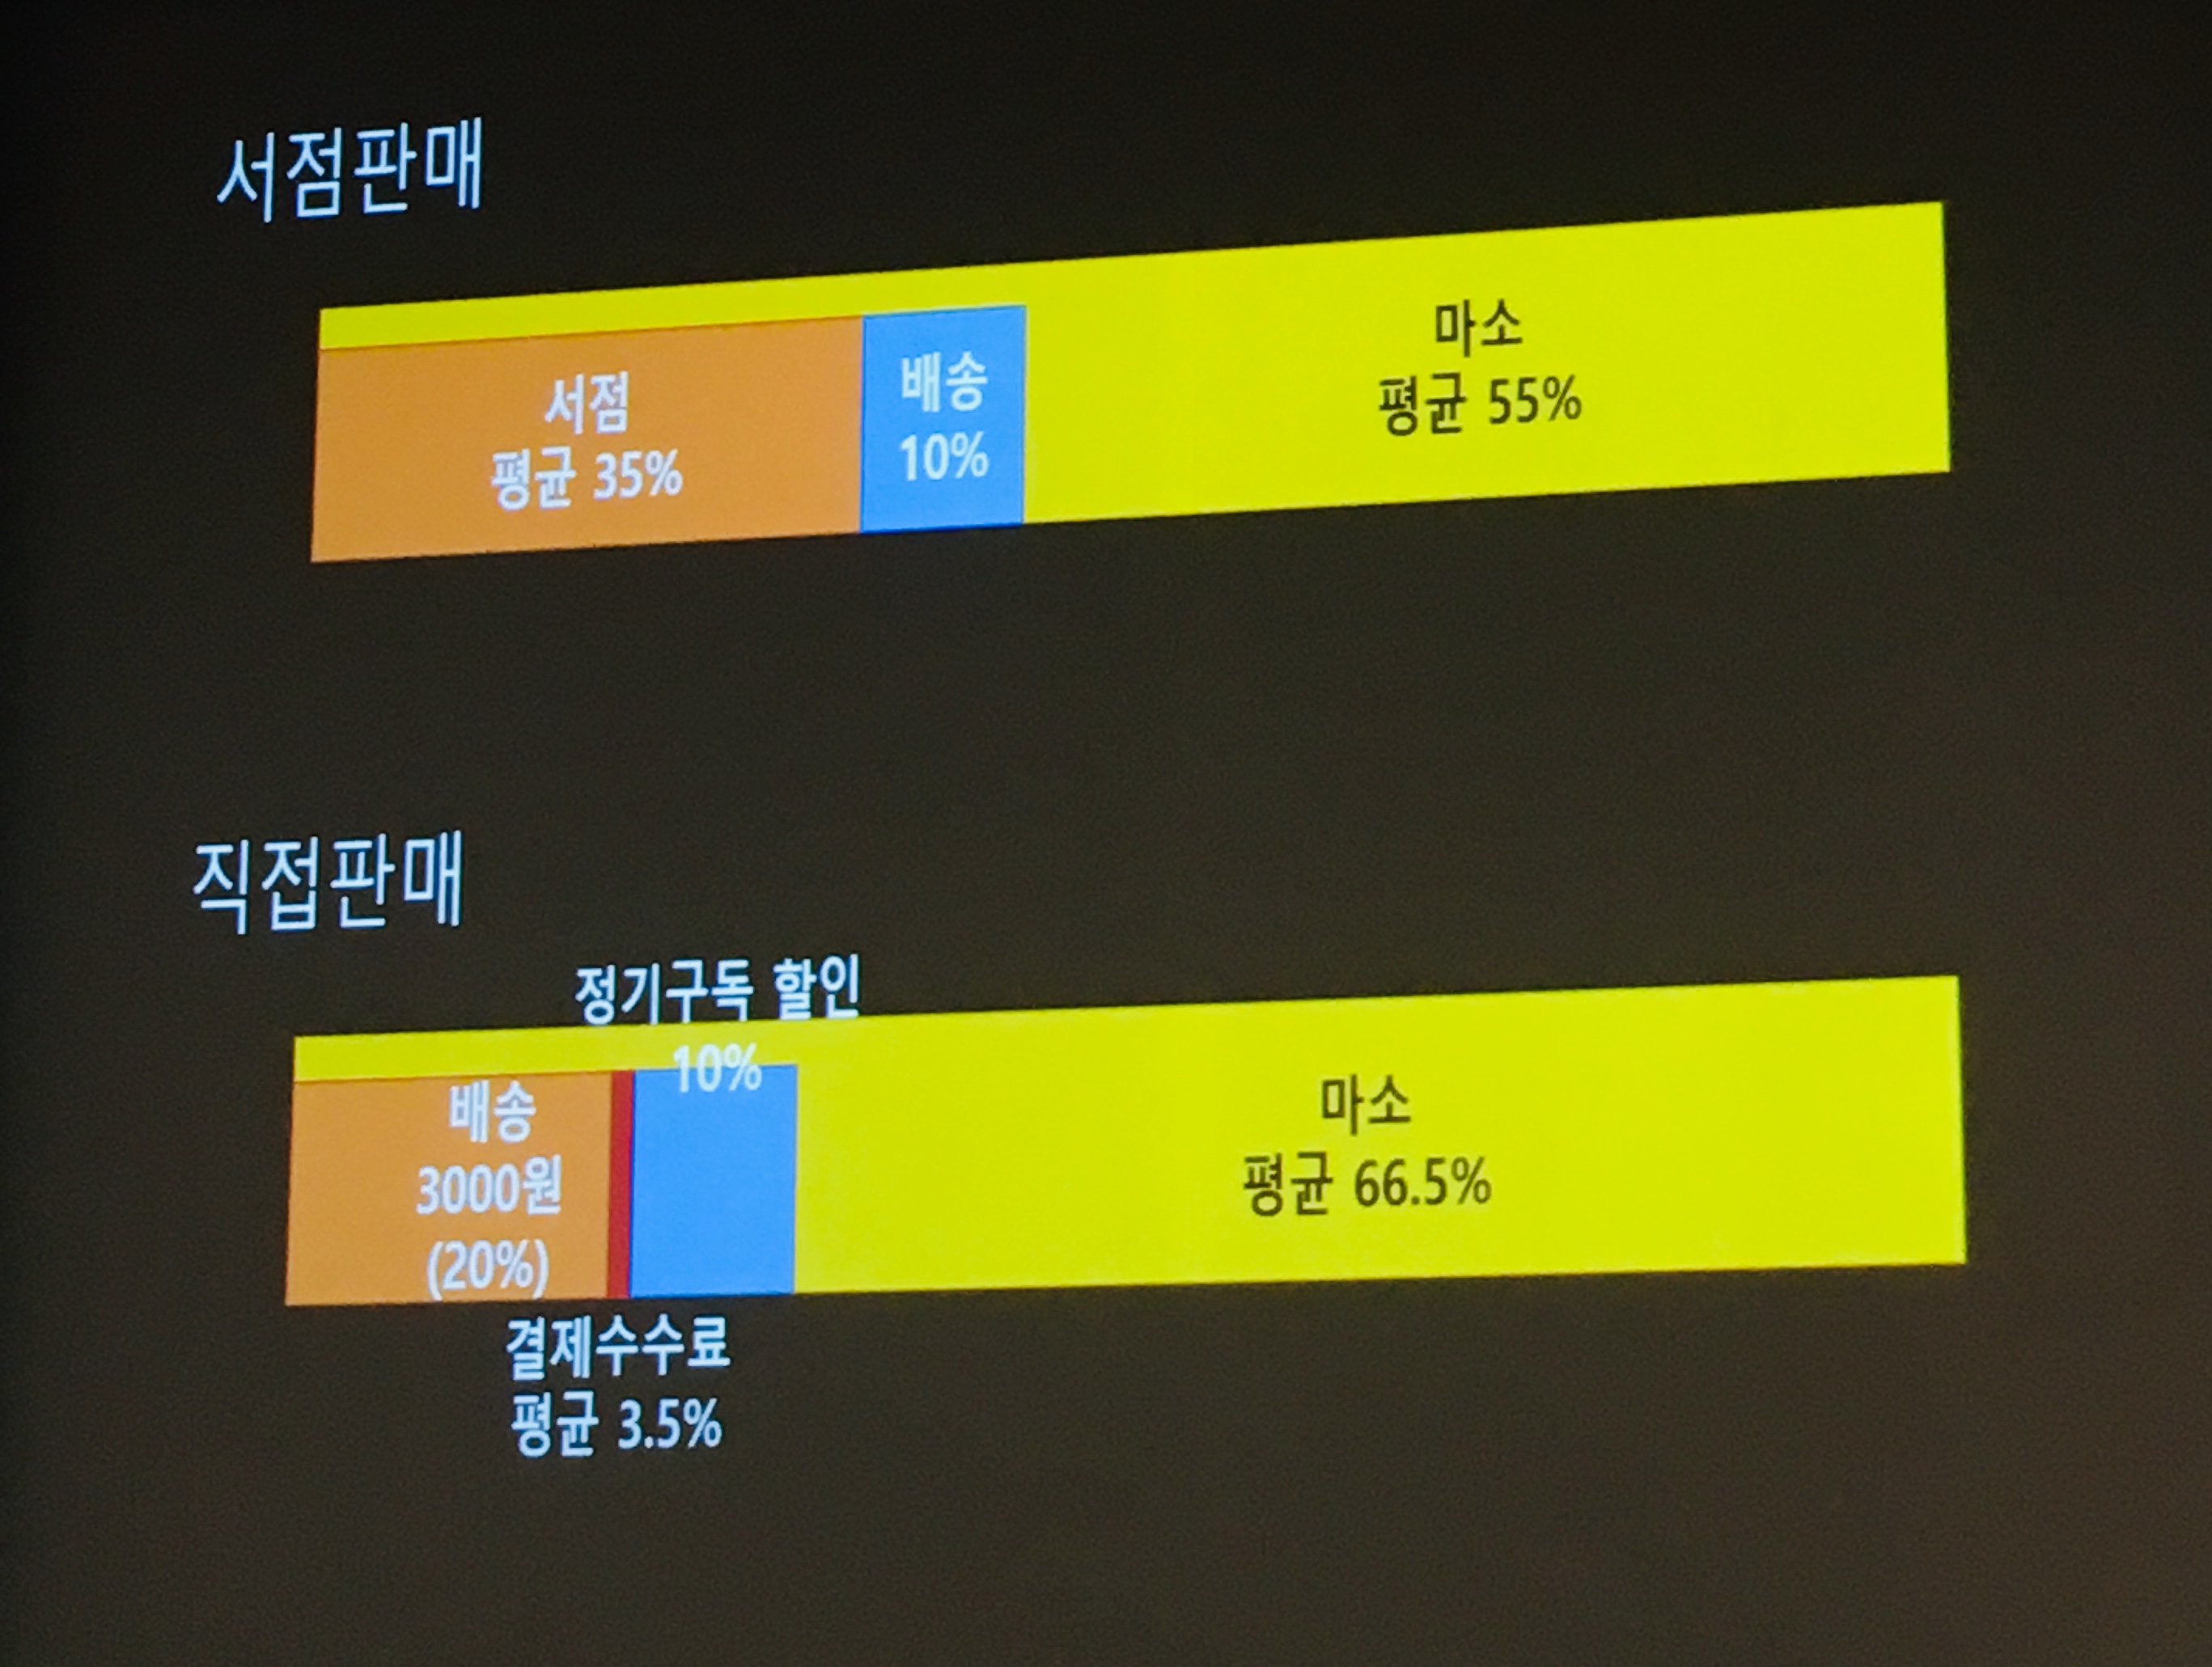 서점판매
서점
평균 35%
배송
10%
마소
평균 55%
직접판매
정기구독 할인
10%
배송
3000원
(20%)
마소
평균 66.5%
결제수수료
평균 3.5%